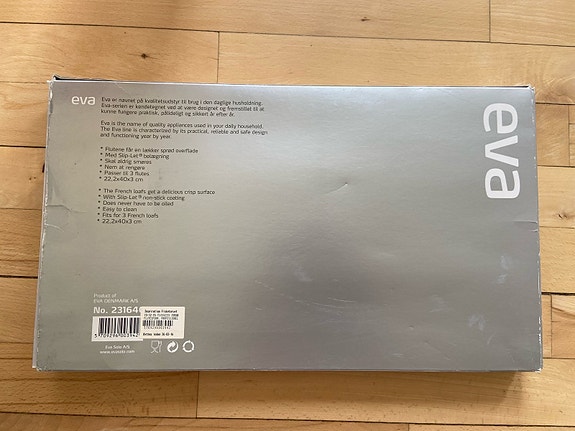 eva
Eva er navnet på kvalitetsudstyr til brug i den daglige husholdning.
Eva-serien er kendetegnet ved at være designet og fremstillet til at
kunne fungere praktisk, pålideligt og sikkert år efter år.
Eva is the name of quality appliances used in your daily household.
The Eva line is characterized by its practical, reliable and safe design
and functioning year by year.
* Flutene får en lækker sprød overflade
* Med Slip-Let® belægning
* Skal aldrig smøres
* Nem at rengøre
* Passer til 3 flutes
* 22,2x40x3 cm
* The French loafs get a delicious crisp surface
* With Slip-Let® non-stick coating
* Does never have to be oiled
* Easy to clean
* Fits for 3 French loafs
* 22,2x40x3 cm
eva
Product of
EVA DENMARK A/S
No. 23164
5 709296 003942
Eva Solo A/S
www.evasolo.com